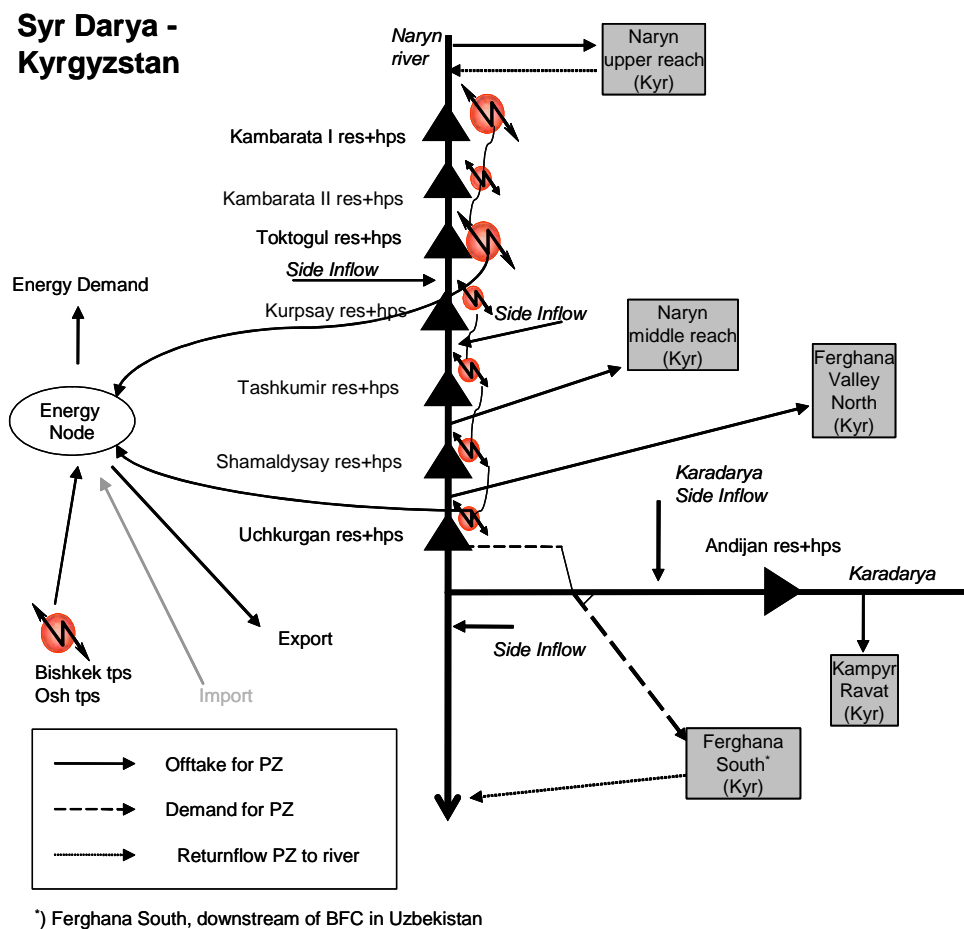 Syr Darya -
Kyrgyzstan
Naryn
river
Naryn
upper reach
(Kyr)
Kambarata I res+hps
Kambarata II res+hps
Toktogul res+hps
Side Inflow
Energy Demand
Kurpsay res+hps
Side Inflow
Naryn
middle reach
(Kyr)
Ferghana
Valley
North
(Kyr)
Tashkumir res+hps
Energy
Node
Shamaldysay res+hps
Karadarya
Side Inflow
Uchkurgan res+hps
Andijan res+hps
Karadarya
Export
Side Inflow
Bishkek tps
Osh tps
Import
Kampyr
Ravat
(Kyr)
Ferghana
South*
(Kyr)
Offtake for PZ
Demand for PZ
Returnflow PZ to river
*) Ferghana South, downstream of BFC in Uzbekistan